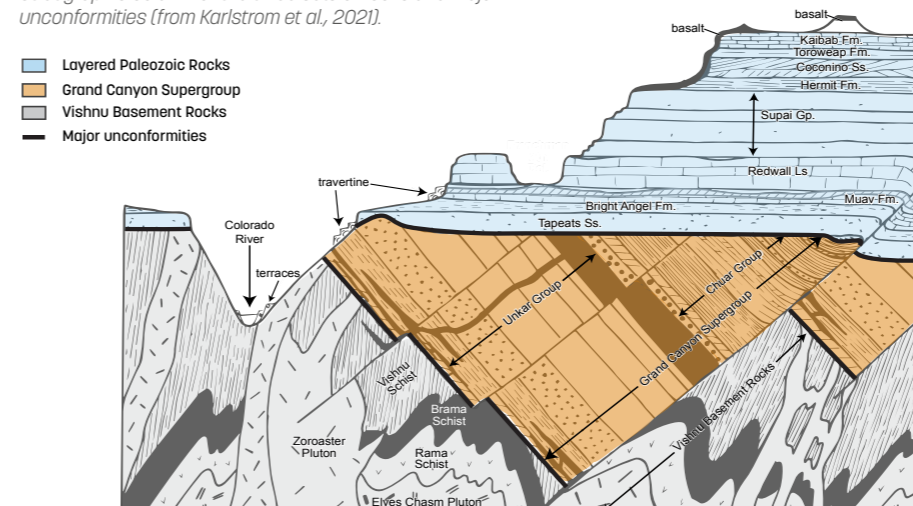 unconformities (from Karlstrom et al., 2021).
Layered Paleozoic Rocks
Grand Canyon Supergroup
Vishnu Basement Rocks
Major unconformities
basalt
basalt
Kaibab Fm.
Toroweap Fm.
Coconino Ss.
Hermit Fm.
Supai Gp.
Redwall Ls
travertine
Muav Fm.
Bright Angel Fm.
Tapeats Ss.
Colorado
River
terraces
Unkar Group
Chuar Group
Grand Canyon Supergroup
Vishnu Basement Rocks
Vishnu
Schist
Brama
Schist
Zoroaster
Pluton
Rama
Schist
Elves Chasm Pluton